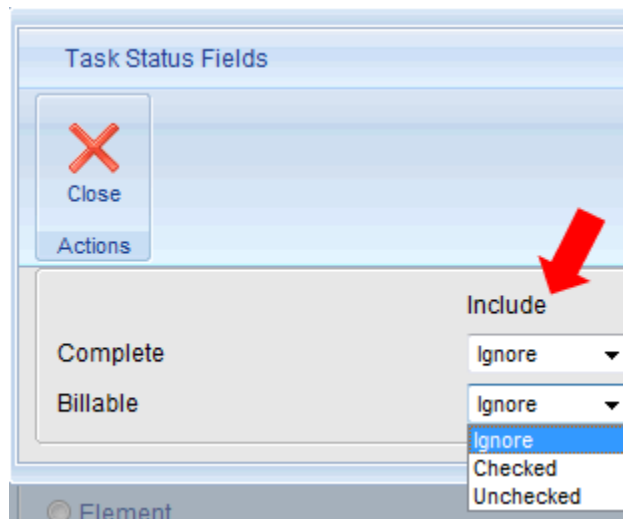 Task Status Fields
Close
Actions
Include
Complete Ignore
Billable Ignore
Ignore
Checked
Unchecked
Element